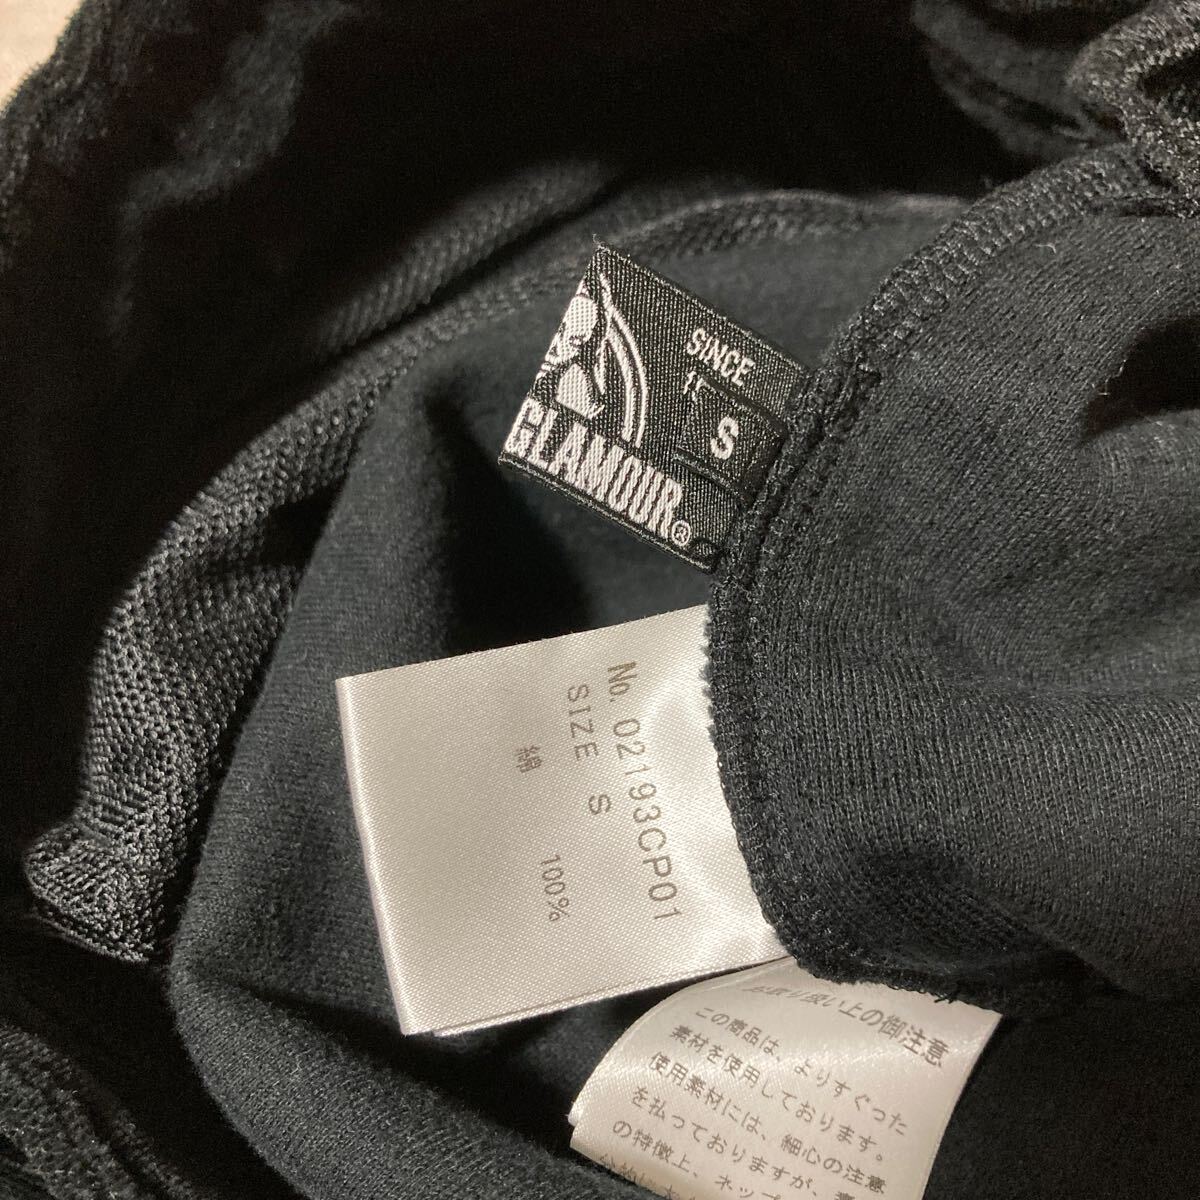 SINCE
S
GLAMOUR®
No. 02193CP01
SIZE S
綿 100%
お取り扱い上の御注意
この商品は、よりすぐった
素材を使用しております。
使用素材には、細心の注意
を払っておりますが、
の特徴上、ネップ